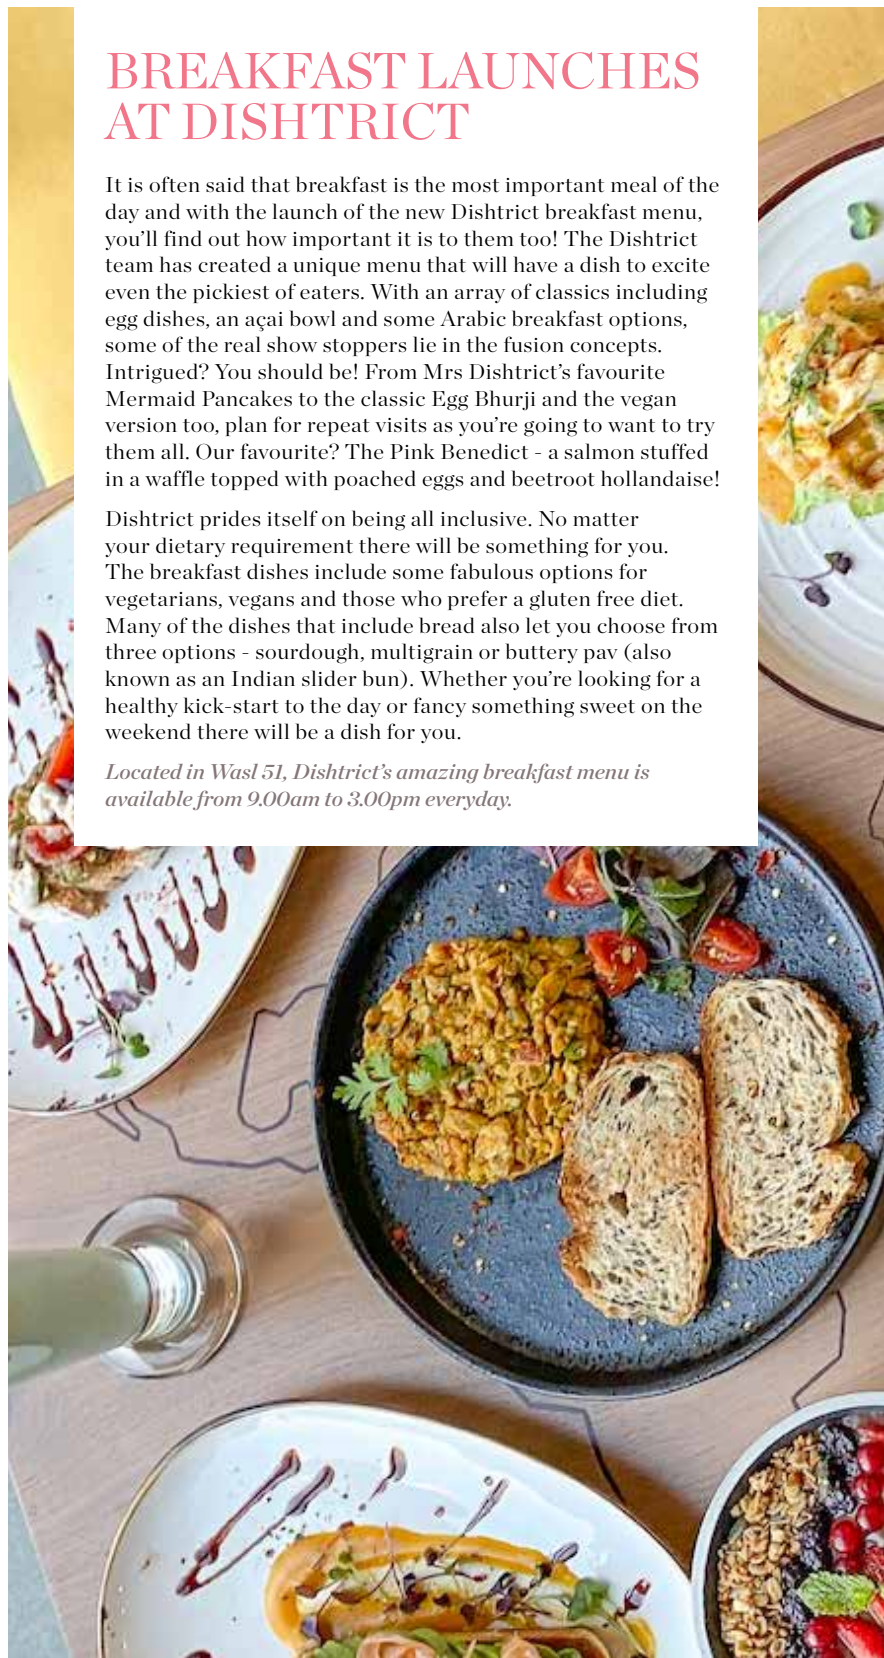 BREAKFAST LAUNCHES
AT DISHTRICT
It is often said that breakfast is the most important meal of the
day and with the launch of the new Dishtrict breakfast menu,
you’ll find out how important it is to them too! The Dishtrict
team has created a unique menu that will have a dish to excite
even the pickiest of eaters. With an array of classics including
egg dishes, an açai bowl and some Arabic breakfast options,
some of the real show stoppers lie in the fusion concepts.
Intrigued? You should be! From Mrs Dishtrict’s favourite
Mermaid Pancakes to the classic Egg Bhurji and the vegan
version too, plan for repeat visits as you’re going to want to try
them all. Our favourite? The Pink Benedict - a salmon stuffed
in a waffle topped with poached eggs and beetroot hollandaise!
Dishtrict prides itself on being all inclusive. No matter
your dietary requirement there will be something for you.
The breakfast dishes include some fabulous options for
vegetarians, vegans and those who prefer a gluten free diet.
Many of the dishes that include bread also let you choose from
three options - sourdough, multigrain or buttery pav (also
known as an Indian slider bun). Whether you’re looking for a
healthy kick-start to the day or fancy something sweet on the
weekend there will be a dish for you.
Located in Wasl 51, Dishtrict’s amazing breakfast menu is
available from 9.00am to 3.00pm everyday.